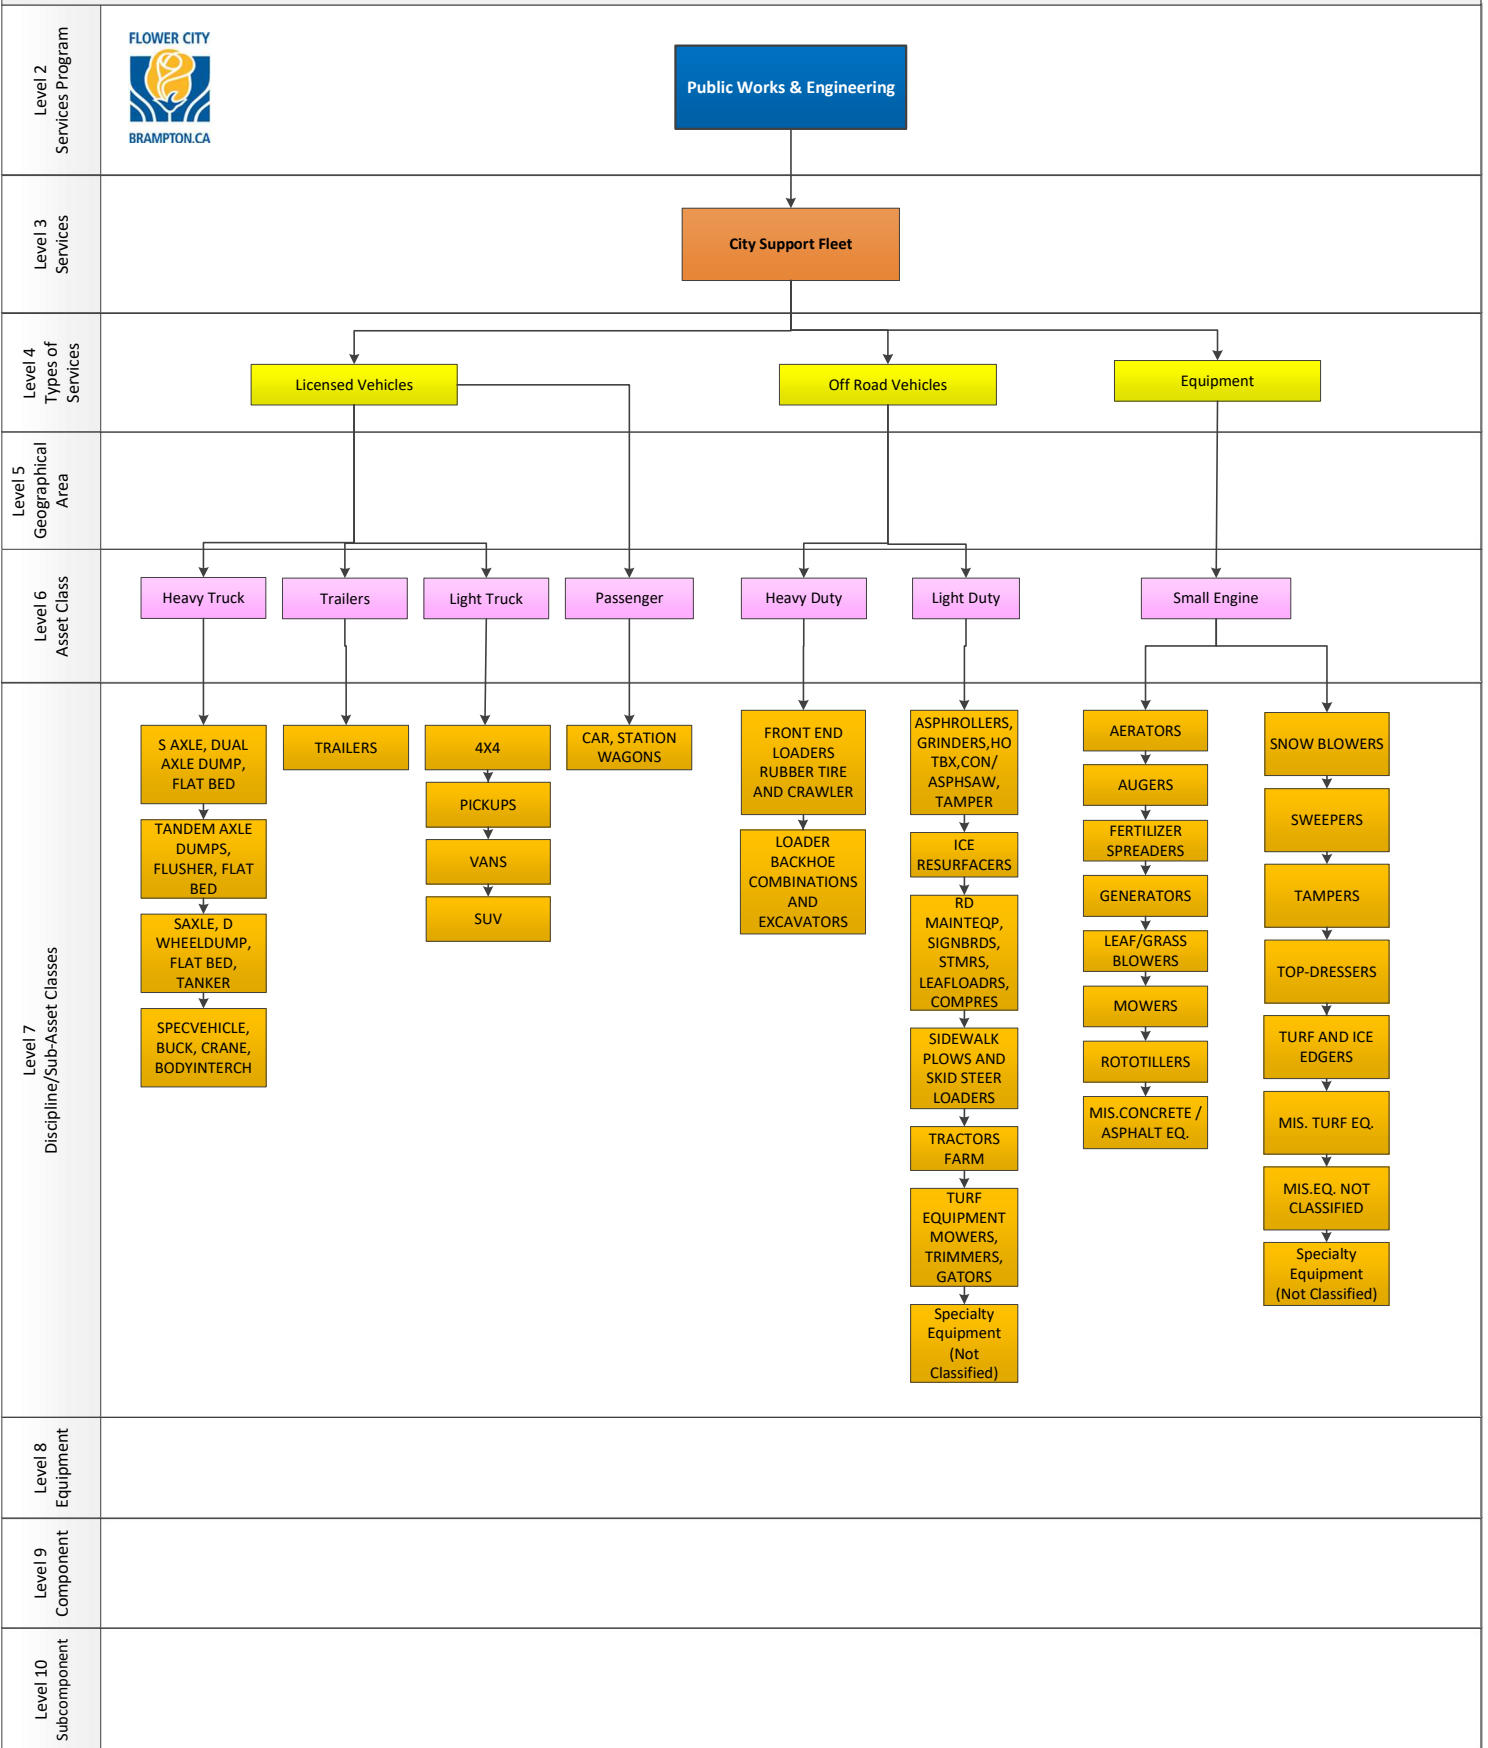 Level 2
Services Program
FLOWER CITY
BRAMPTON.CA
Public Works & Engineering
Level 3
Services
City Support Fleet
Level 4
Types of
Services
Licensed Vehicles
Off Road Vehicles
Equipment
Level 5
Geographical
Area
Level 6
Asset Class
Heavy Truck
Trailers
Light Truck
Passenger
Heavy Duty
Light Duty
Small Engine
Level 7
Discipline/Sub-Asset Classes
S AXLE, DUAL
AXLE DUMP,
FLAT BED
TANDEM AXLE
DUMPS,
FLUSHER, FLAT
BED
SAXLE, D
WHEELDUMP,
FLAT BED,
TANKER
SPECVEHICLE,
BUCK, CRANE,
BODYINTERCH
TRAILERS
4X4
PICKUPS
VANS
SUV
CAR, STATION
WAGONS
FRONT END
LOADERS
RUBBER TIRE
AND CRAWLER
LOADER
BACKHOE
COMBINATIONS
AND
EXCAVATORS
ASPHROLLERS,
GRINDERS,HO
TBX,CON/
ASPHSAW,
TAMPER
ICE
RESURFACERS
RD
MAINTEQP,
SIGNBRDS,
STMRS,
LEAFLOADRS,
COMPRES
SIDEWALK
PLOWS AND
SKID STEER
LOADERS
TRACTORS
FARM
TURF
EQUIPMENT
MOWERS,
TRIMMERS,
GATORS
Specialty
Equipment
(Not
Classified)
AERATORS
AUGERS
FERTILIZER
SPREADERS
GENERATORS
LEAF/GRASS
BLOWERS
MOWERS
ROTOTILLERS
MIS.CONCRETE /
ASPHALT EQ.
SNOW BLOWERS
SWEEPERS
TAMPERS
TOP-DRESSERS
TURF AND ICE
EDGERS
MIS. TURF EQ.
MIS.EQ. NOT
CLASSIFIED
Specialty
Equipment
(Not Classified)
Level 8
Equipment
Level 9
Component
Level 10
Subcomponent